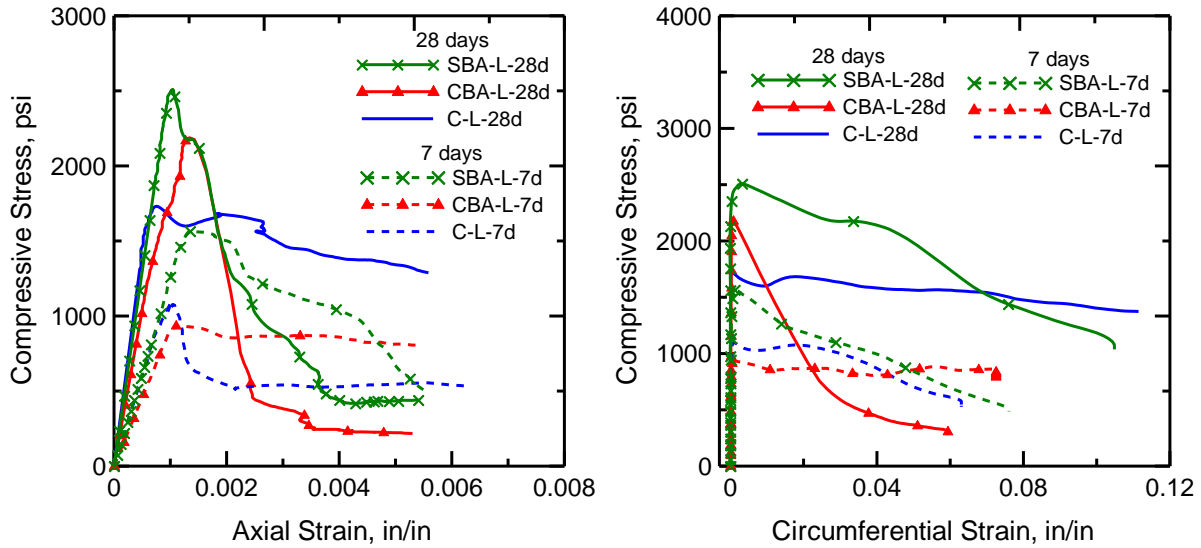 3000
2000
1000
0
Compressive Stress, psi
28 days
SBA-L-28d
CBA-L-28d
C-L-28d
7 days
SBA-L-7d
CBA-L-7d
C-L-7d
0 0.002 0.004 0.006 0.008
Axial Strain, in/in
4000
3000
2000
1000
0
Compressive Stress, psi
28 days
SBA-L-28d
CBA-L-28d
C-L-28d
7 days
SBA-L-7d
CBA-L-7d
C-L-7d
0 0.04 0.08 0.12
Circumferential Strain, in/in